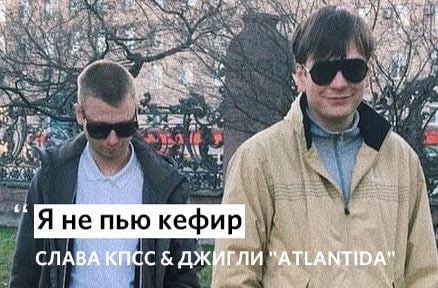 “ Я не пью кефир
СЛАВА КПСС & ДЖИГЛИ "ATLANTIDA"